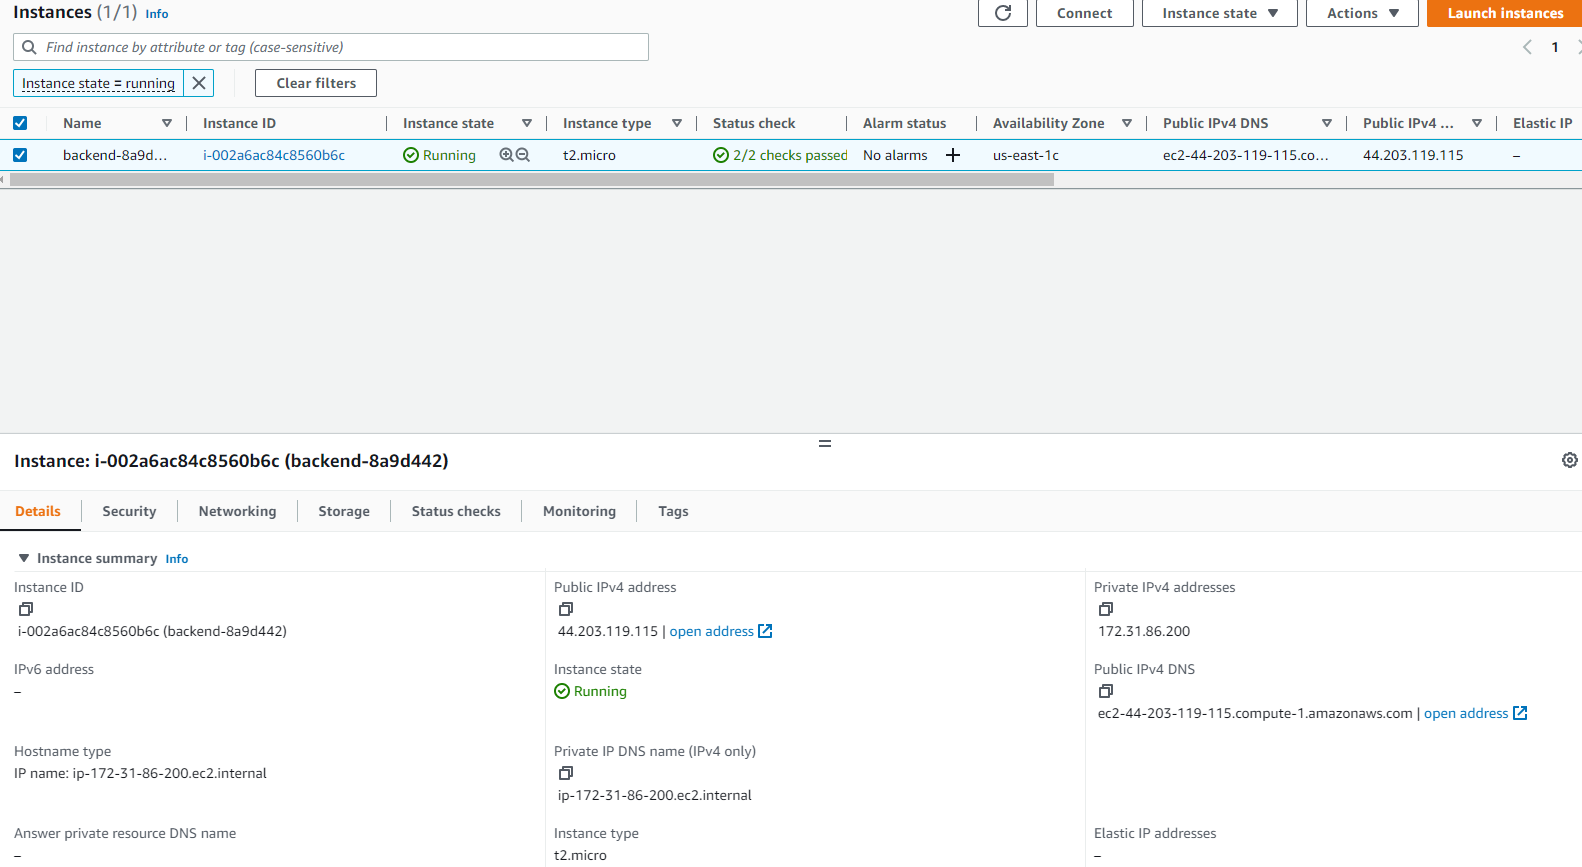 Instances (1/1) Info
Connect
Instance state
Actions
Launch instances
Find instance by attribute or tag (case-sensitive)
1
Instance state = running
Clear filters
Name Instance ID Instance state Instance type Status check Alarm status Availability Zone Public IPv4 DNS Public IPv4 ... Elastic IP
backend-8a9d... i-002a6ac84c8560b6c Running t2.micro 2/2 checks passed No alarms + us-east-1c ec2-44-203-119-115.co... 44.203.119.115 –
Instance: i-002a6ac84c8560b6c (backend-8a9d442)
Details Security Networking Storage Status checks Monitoring Tags
Instance summary Info
Instance ID
i-002a6ac84c8560b6c (backend-8a9d442)
Public IPv4 address
44.203.119.115 | open address
Private IPv4 addresses
172.31.86.200
IPv6 address
–
Instance state
Running
Public IPv4 DNS
ec2-44-203-119-115.compute-1.amazonaws.com | open address
Hostname type
IP name: ip-172-31-86-200.ec2.internal
Private IP DNS name (IPv4 only)
ip-172-31-86-200.ec2.internal
Answer private resource DNS name
–
Instance type
t2.micro
Elastic IP addresses
–